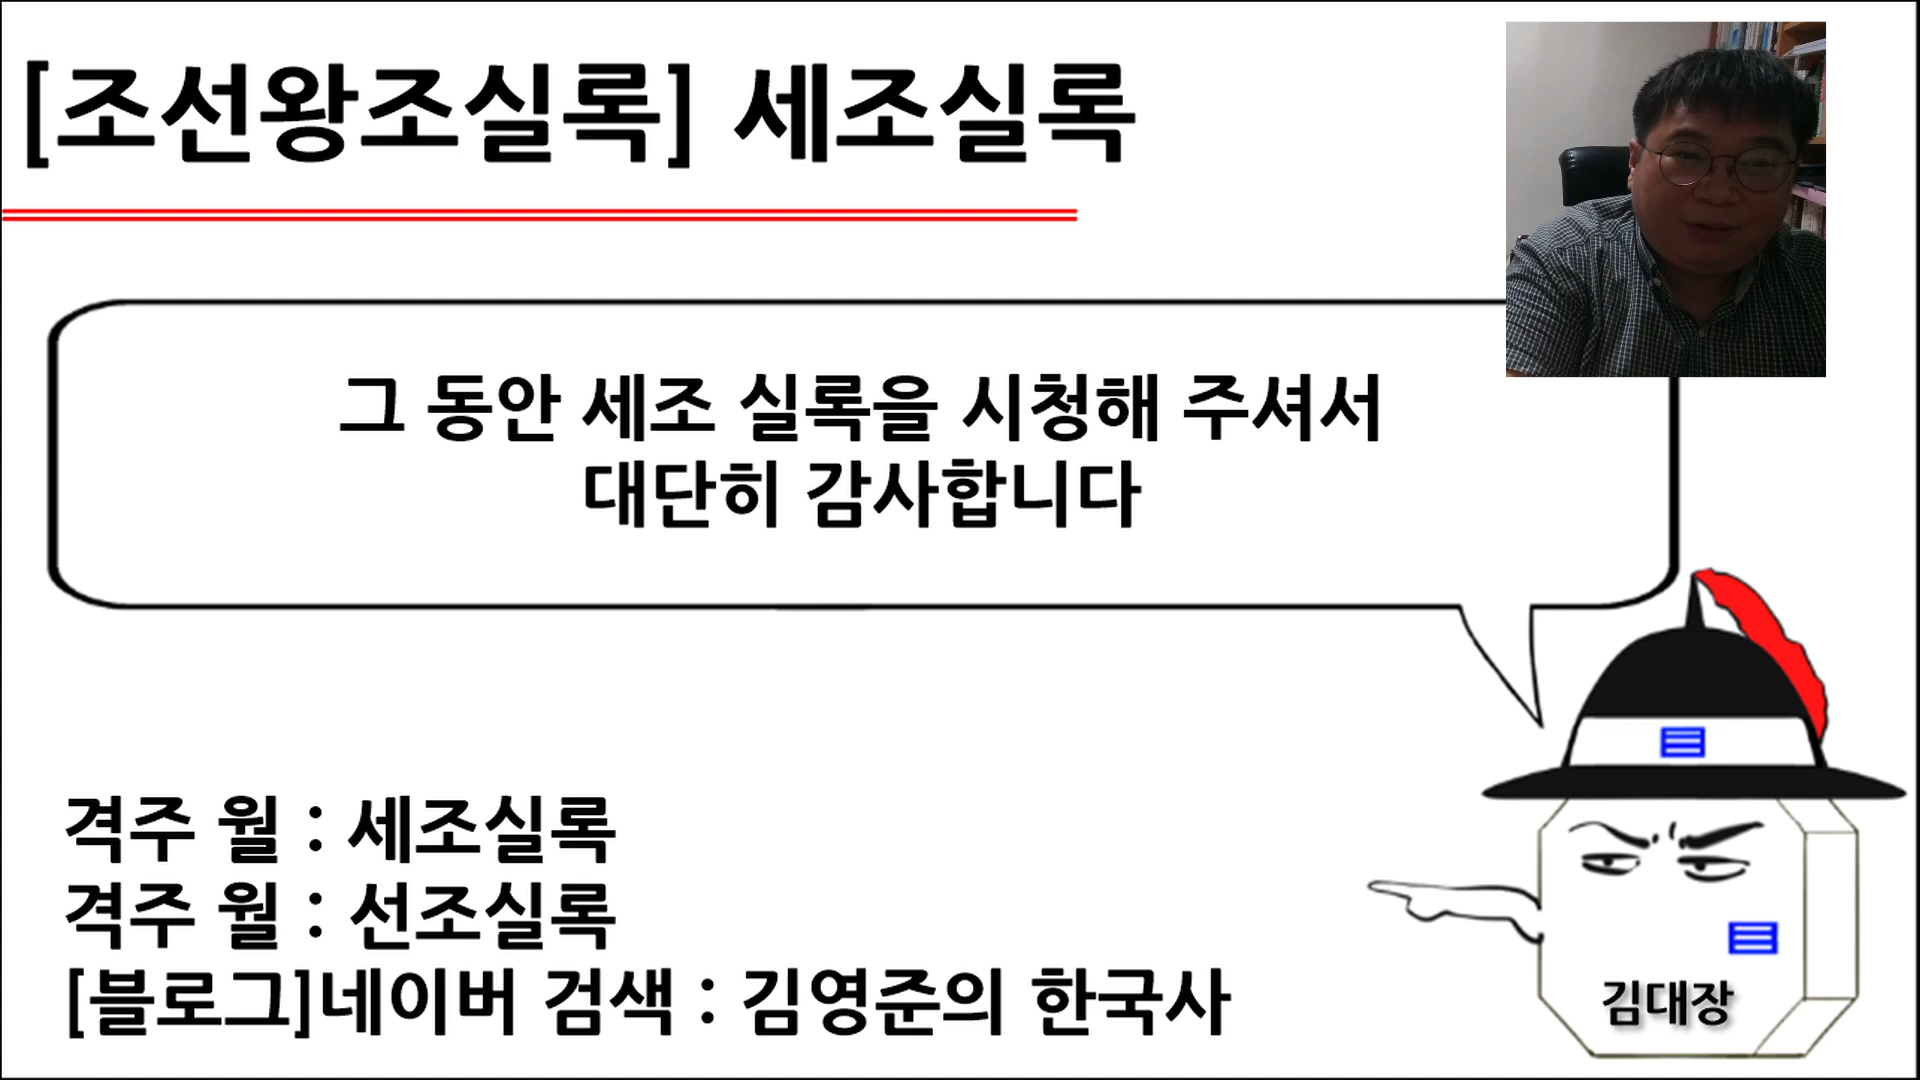 [조선왕조실록] 세조실록
그 동안 세조 실록을 시청해 주셔서
대단히 감사합니다
격주 월 : 세조실록
격주 월 : 선조실록
[블로그]네이버 검색 : 김영준의 한국사
김대장